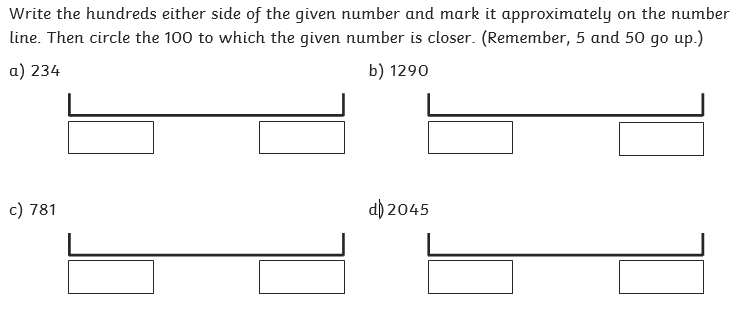 Write the hundreds either side of the given number and mark it approximately on the number
line. Then circle the 100 to which the given number is closer. (Remember, 5 and 50 go up.)
a) 234
b) 1290
c) 781
d) 2045